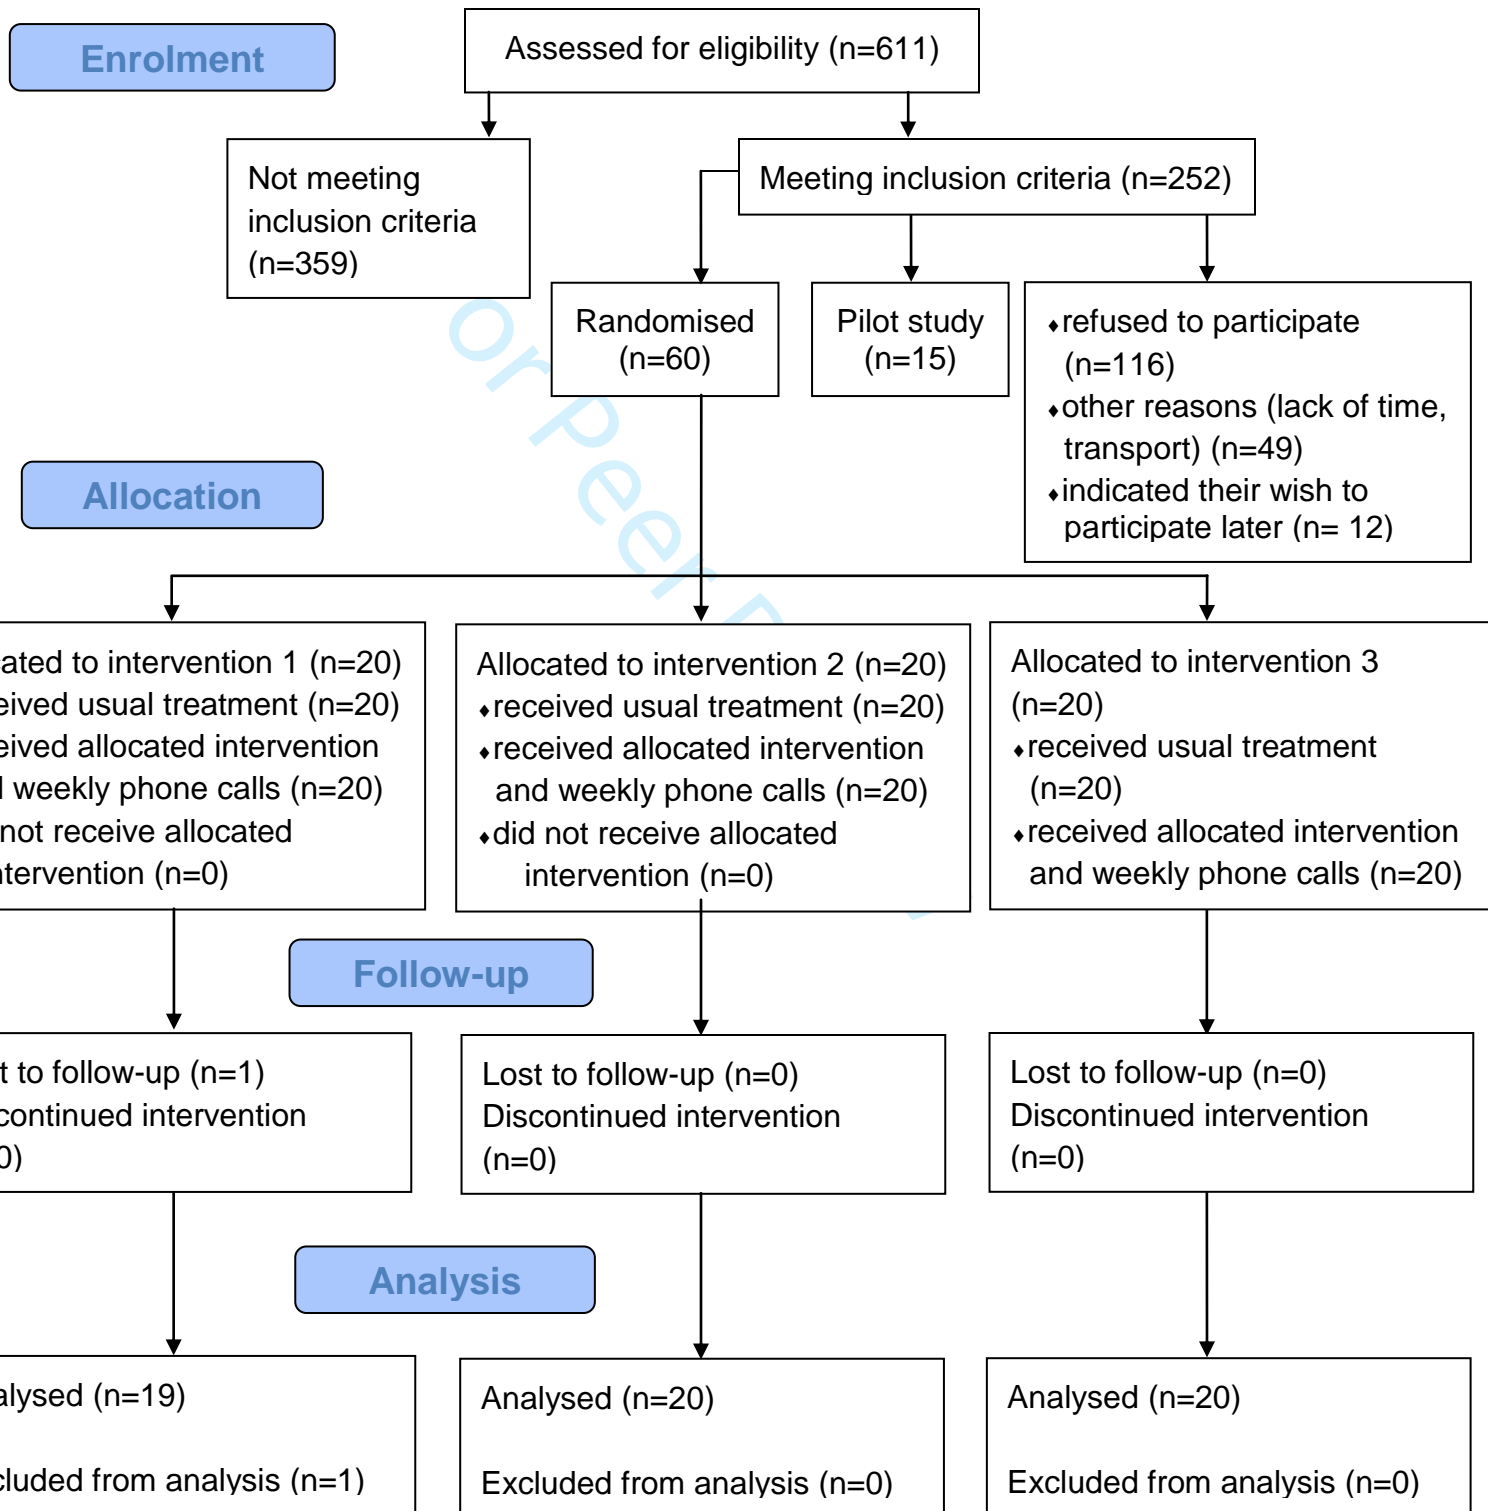 Enrolment
Assessed for eligibility (n=611)
Not meeting
inclusion criteria
(n=359)
Meeting inclusion criteria (n=252)
Randomised
(n=60)
Pilot study
(n=15)
⬧refused to participate
(n=116)
⬧other reasons (lack of time,
transport) (n=49)
⬧indicated their wish to
participate later (n= 12)
or Peer
Allocation
cated to intervention 1 (n=20)
eived usual treatment (n=20)
eived allocated intervention
d weekly phone calls (n=20)
not receive allocated
ntervention (n=0)
Allocated to intervention 2 (n=20)
⬧received usual treatment (n=20)
⬧received allocated intervention
and weekly phone calls (n=20)
⬧did not receive allocated
intervention (n=0)
Allocated to intervention 3
(n=20)
⬧received usual treatment
(n=20)
⬧received allocated intervention
and weekly phone calls (n=20)
Follow-up
t to follow-up (n=1)
continued intervention
0)
Lost to follow-up (n=0)
Discontinued intervention
(n=0)
Lost to follow-up (n=0)
Discontinued intervention
(n=0)
Analysis
alysed (n=19)
cluded from analysis (n=1)
Analysed (n=20)
Excluded from analysis (n=0)
Analysed (n=20)
Excluded from analysis (n=0)